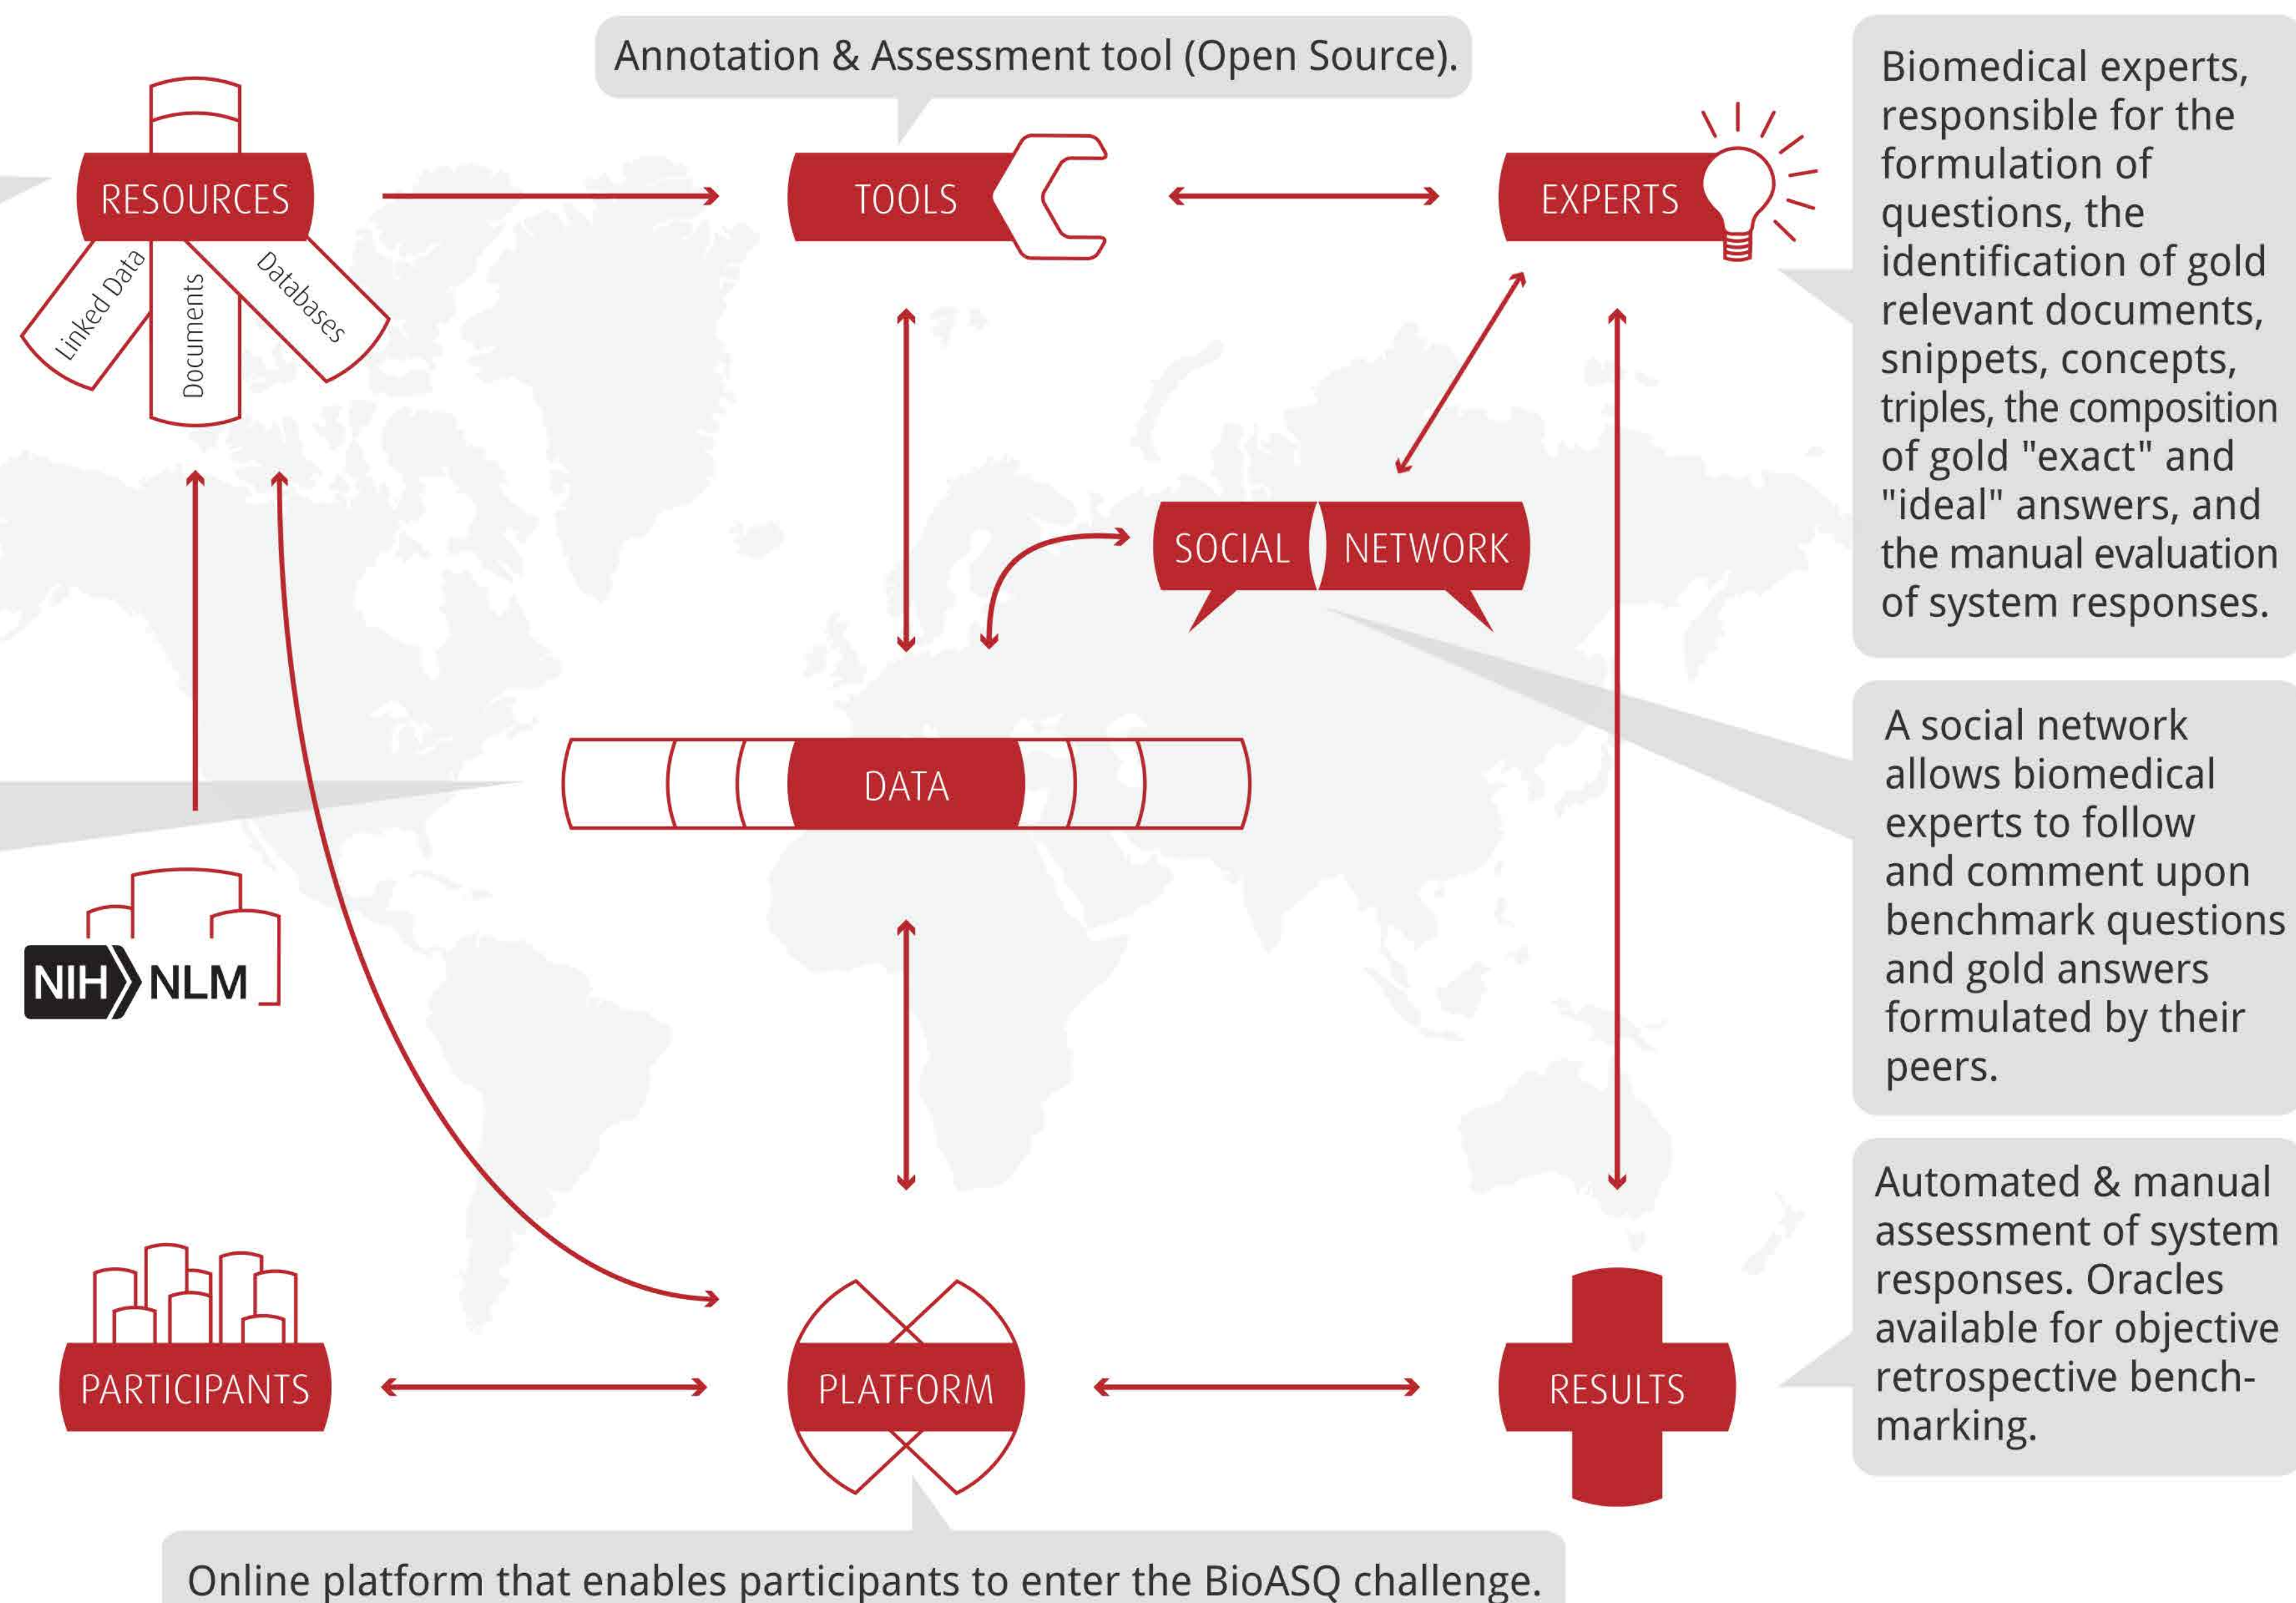 Annotation & Assessment tool (Open Source).
RESOURCES
Linked Data
Documents
Databases
TOOLS
EXPERTS
Biomedical experts,
responsible for the
formulation of
questions, the
identification of gold
relevant documents,
snippets, concepts,
triples, the composition
of gold "exact" and
"ideal" answers, and
the manual evaluation
of system responses.
SOCIAL NETWORK
A social network
allows biomedical
experts to follow
and comment upon
benchmark questions
and gold answers
formulated by their
peers.
DATA
NIH NLM
Automated & manual
assessment of system
responses. Oracles
available for objective
retrospective bench-
marking.
PARTICIPANTS
PLATFORM
RESULTS
Online platform that enables participants to enter the BioASQ challenge.